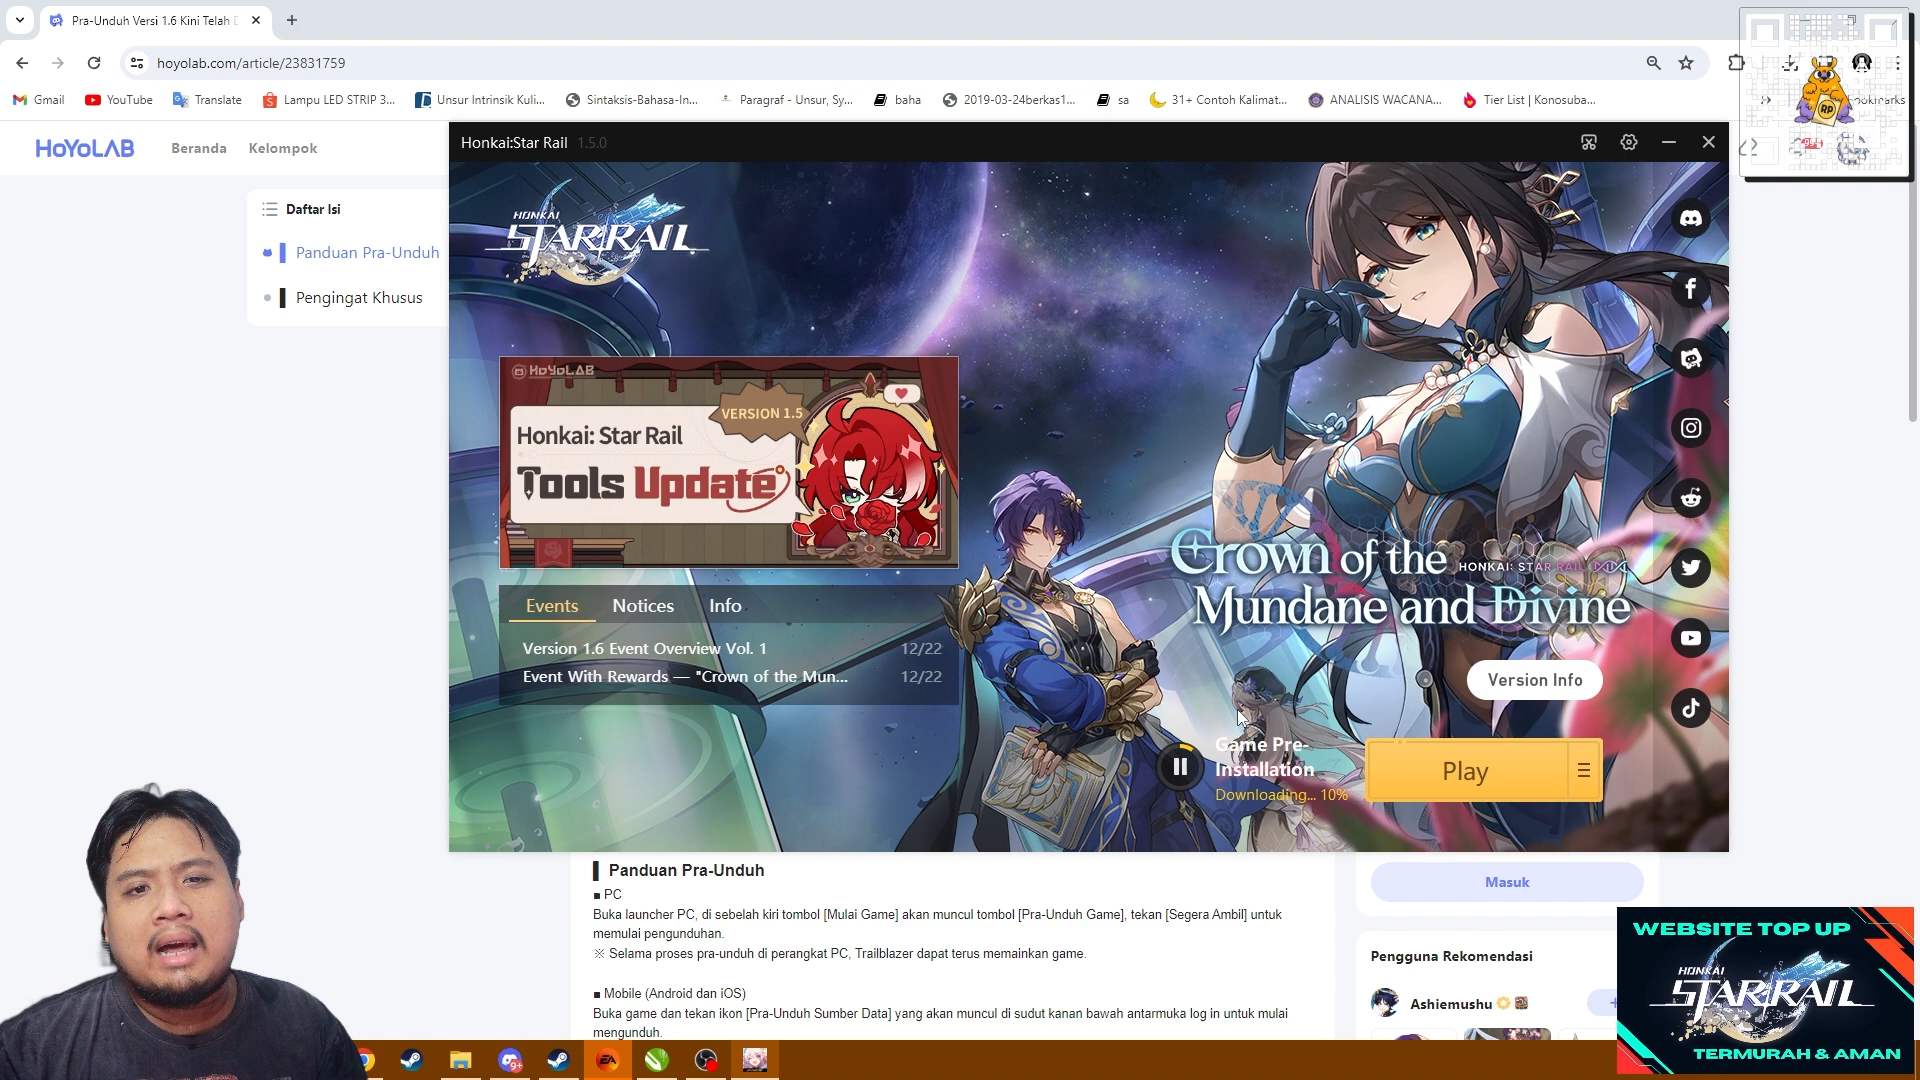 Pra-Unduh Versi 1.6 Kini Telah
hoyolab.com/article/23831759
Gmail
YouTube
Translate
Lampu LED STRIP 3...
Unsur Intrinsik Kuli...
Sintaksis-Bahasa-In...
Paragraf - Unsur, Sy...
baha
2019-03-24berkas1...
sa
31+ Contoh Kalimat...
ANALISIS WACANA...
Tier List | Konosuba...
RP
HoYoLAB
Beranda
Kelompok
Daftar Isi
Panduan Pra-Unduh
Pengingat Khusus
Honkai:Star Rail 1.5.0
HONKAI
STAR RAIL
HoYoLAB
VERSION 1.5
Honkai: Star Rail
Tools Update
Events
Notices
Info
Version 1.6 Event Overview Vol. 1 12/22
Event With Rewards — "Crown of the Mun... 12/22
Crown of the
HONKAI: STAR RAIL
Mundane and Divine
Version Info
Game Pre-
Installation
Downloading... 10%
Play
Panduan Pra-Unduh
■ PC
Buka launcher PC, di sebelah kiri tombol [Mulai Game] akan muncul tombol [Pra-Unduh Game], tekan [Segera Ambil] untuk
memulai pengunduhan.
※ Selama proses pra-unduh di perangkat PC, Trailblazer dapat terus memainkan game.
■ Mobile (Android dan iOS)
Buka game dan tekan ikon [Pra-Unduh Sumber Data] yang akan muncul di sudut kanan bawah antarmuka log in untuk mulai
mengunduh.
Masuk
Pengguna Rekomendasi
Ashiemushu
WEBSITE TOP UP
HONKAI
STAR RAIL
TERMURAH & AMAN
EA
9+